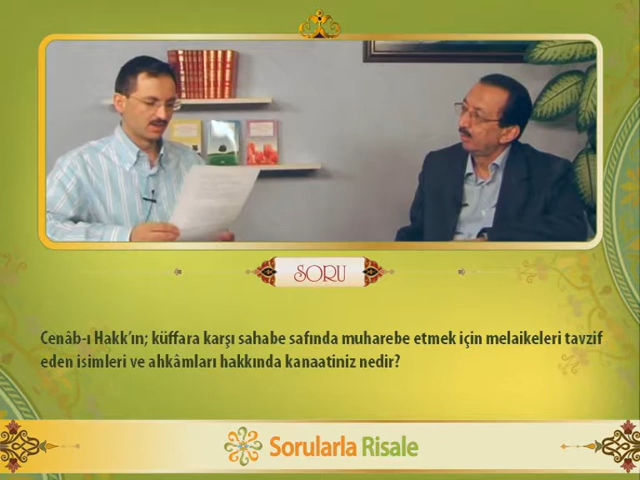 SORU
Cenâb-ı Hakk’ın; küffara karşı sahabe safında muharebe etmek için melaikeleri tavzif
eden isimleri ve ahkâmları hakkında kanaatiniz nedir?
Sorularla Risale